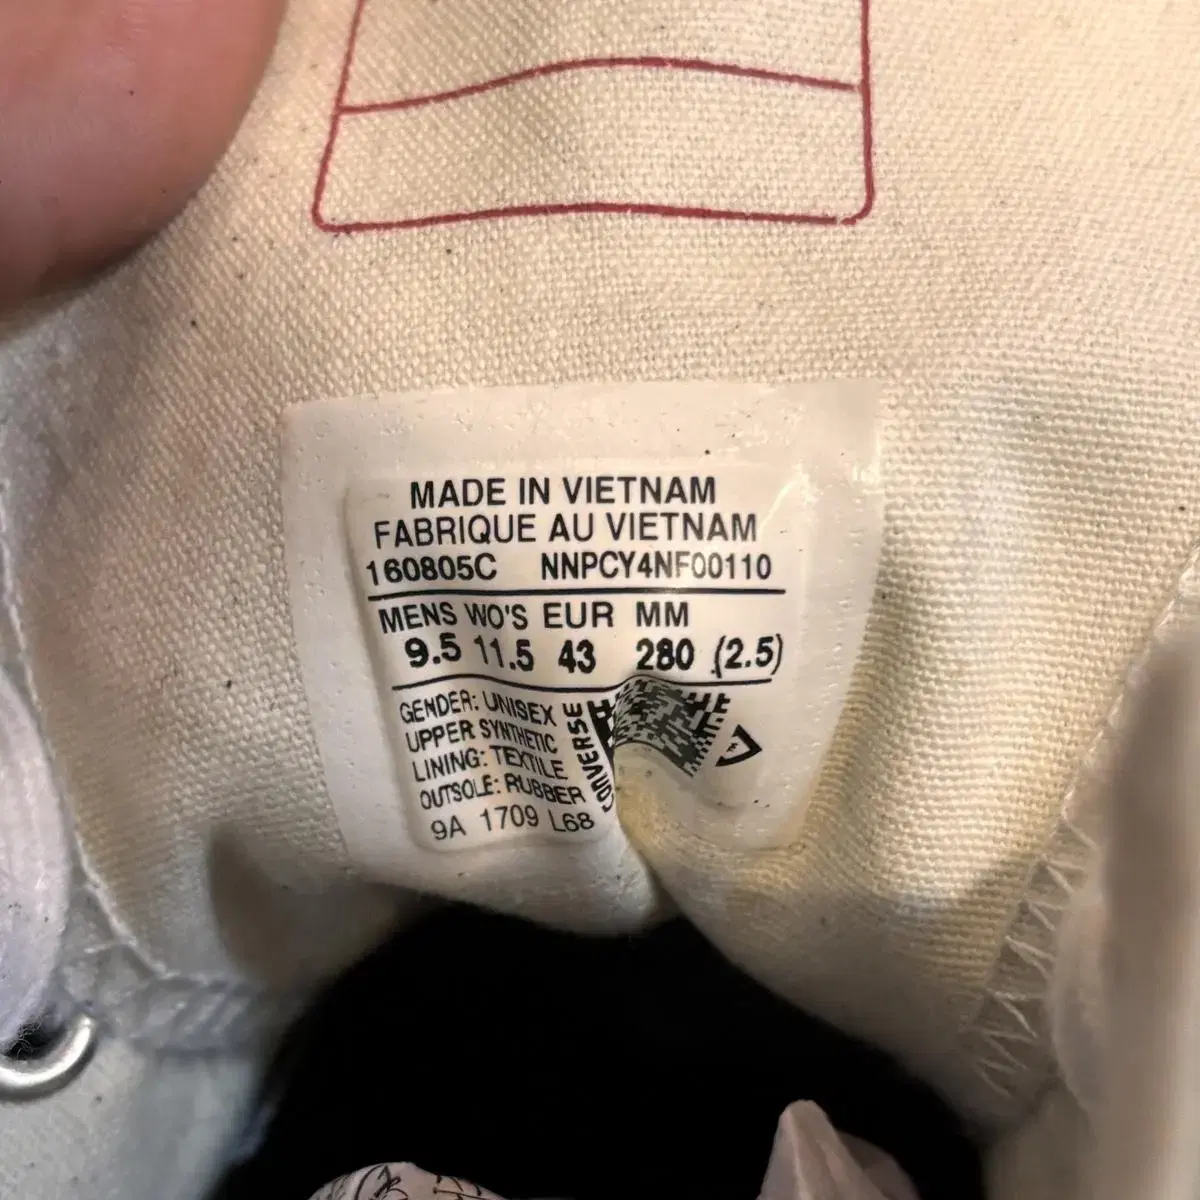 MADE IN VIETNAM
FABRIQUE AU VIETNAM
160805C NNPCY4NF00110
MENS WO'S EUR MM
9.5 11.5 43 280 (2.5)
GENDER: UNISEX
UPPER SYNTHETIC
LINING: TEXTILE
OUTSOLE: RUBBER
9A 1709 L68
CONVERSE